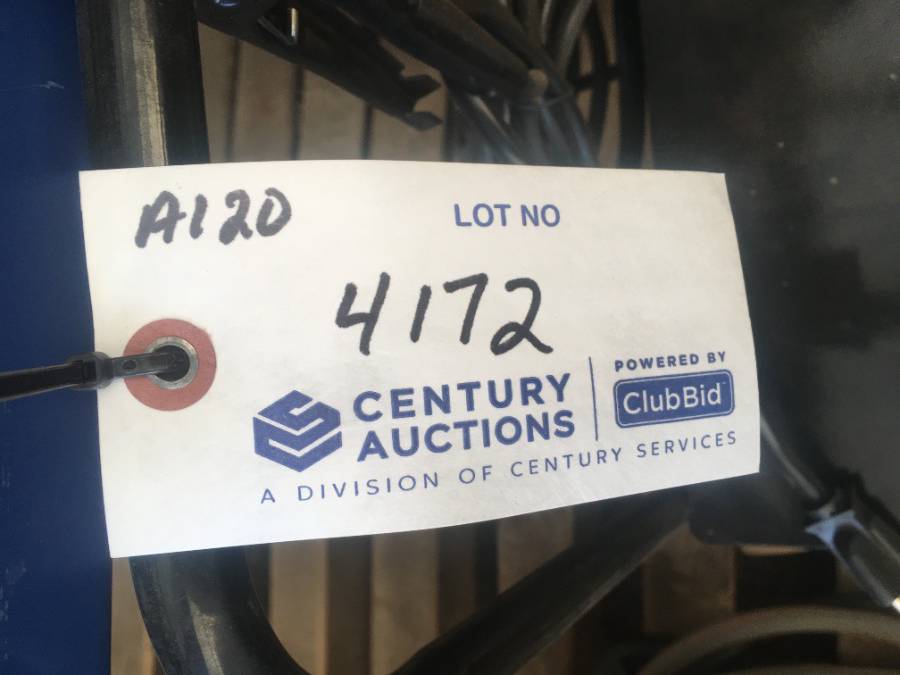 A120
LOT NO
4172
CENTURY
AUCTIONS
POWERED BY
ClubBid
A DIVISION OF CENTURY SERVICES